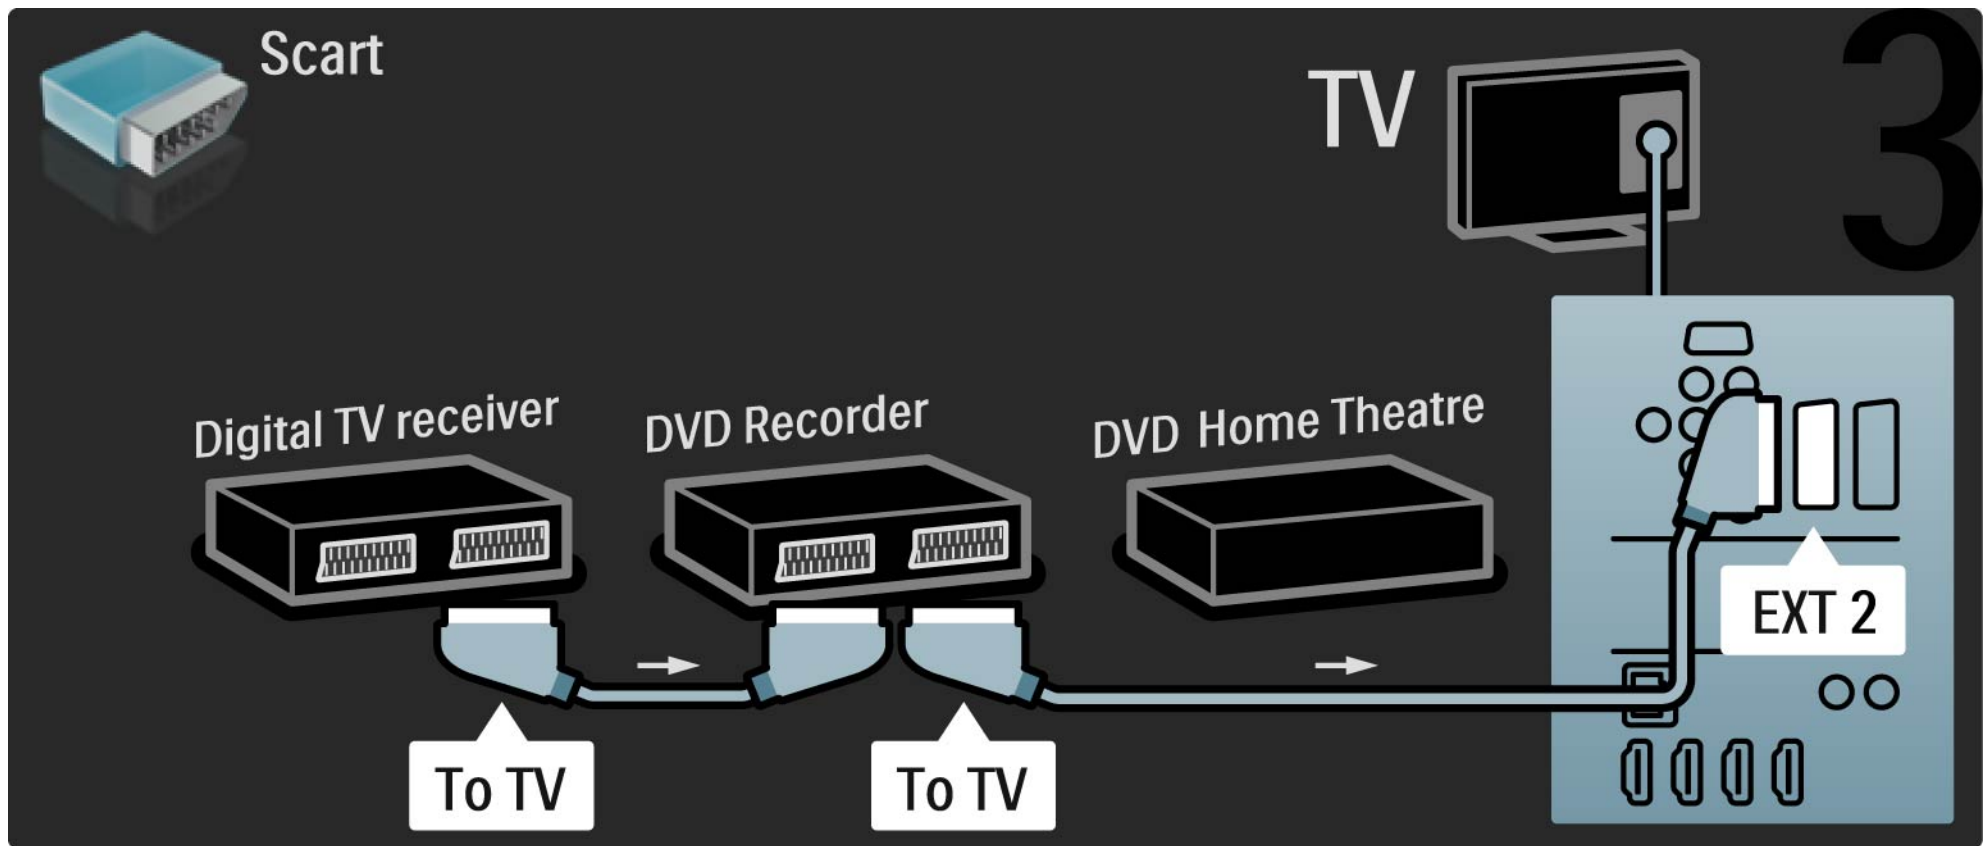 Scart
TV
3
Digital TV receiver
DVD Recorder
DVD Home Theatre
EXT 2
To TV
To TV